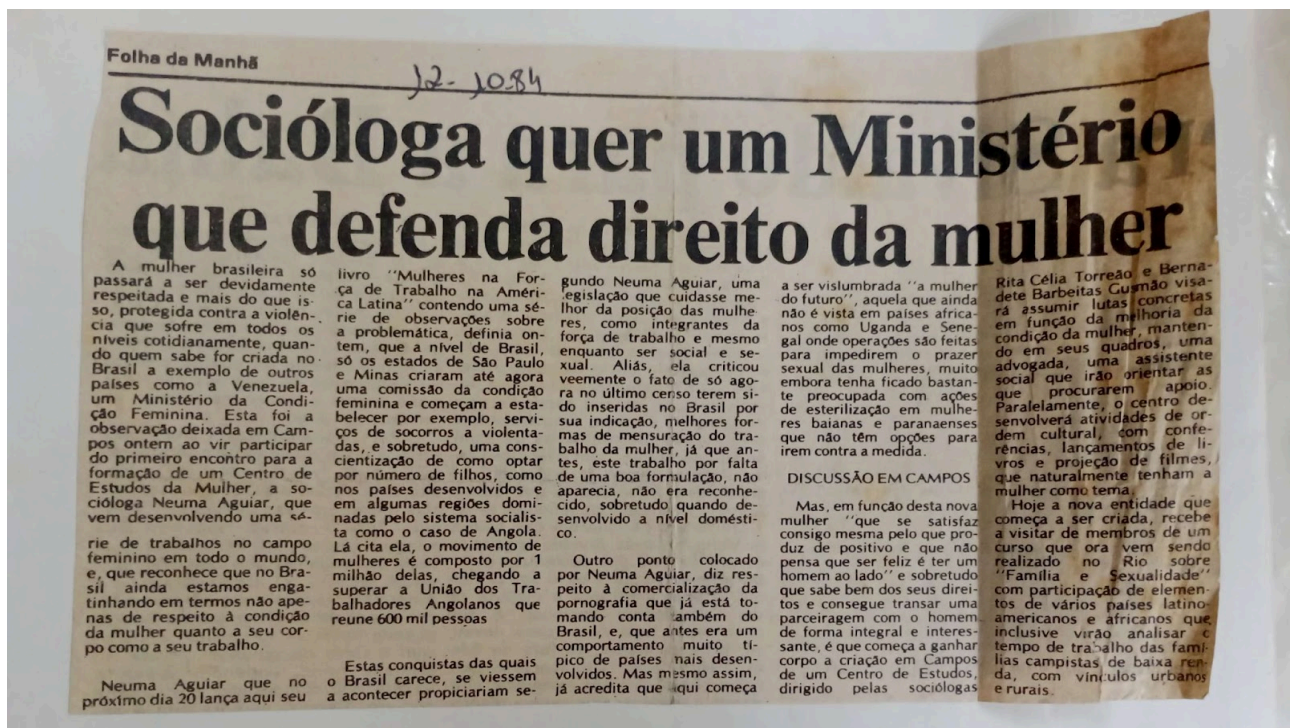 Folha da Manhã
12-10-84
Socióloga quer um Ministério
que defenda direito da mulher
A mulher brasileira só
passará a ser devidamente
respeitada e mais do que is-
so, protegida contra a violên-
cia que sofre em todos os
níveis cotidianamente, quan-
do quem sabe for criada no
Brasil a exemplo de outros
países como a Venezuela,
um Ministério da Condi-
ção Feminina. Esta foi a
observação deixada em Cam-
pos ontem ao vir participar
do primeiro encontro para a
formação de um Centro de
Estudos da Mulher, a so-
cióloga Neuma Aguiar, que
vem desenvolvendo uma sé-
rie de trabalhos no campo
feminino em todo o mundo,
e, que reconhece que no Bra-
sil ainda estamos enga-
tinhando em termos não ape-
nas de respeito à condição
da mulher quanto a seu cor-
po como a seu trabalho.
Neuma Aguiar que no
próximo dia 20 lança aqui seu
livro "Mulheres na For-
ça de Trabalho na Améri-
ca Latina" contendo uma sé-
rie de observações sobre
a problemática, definia on-
tem, que a nível de Brasil,
só os estados de São Paulo
e Minas criaram até agora
uma comissão da condição
feminina e começam a esta-
belecer por exemplo, servi-
ços de socorros a violenta-
das, e sobretudo, uma cons-
cientização de como optar
por número de filhos, como
nos países desenvolvidos e
em algumas regiões domi-
nadas pelo sistema socialis-
ta como o caso de Angola.
Lá cita ela, o movimento de
mulheres é composto por 1
milhão delas, chegando a
superar a União dos Tra-
balhadores Angolanos que
reune 600 mil pessoas
Estas conquistas das quais
o Brasil carece, se viessem
a acontecer propiciariam se-
gundo Neuma Aguiar, uma
legislação que cuidasse me-
lhor da posição das mulhe-
res, como integrantes da
força de trabalho e mesmo
enquanto ser social e se-
xual. Aliás, ela criticou
veemente o fato de só ago-
ra no último censo terem si-
do inseridas no Brasil por
sua indicação, melhores for-
mas de mensuração do tra-
balho da mulher, já que an-
tes, este trabalho por falta
de uma boa formulação, não
aparecia, não era reconhe-
cido, sobretudo quando de-
senvolvido a nível domésti-
co.
Outro ponto colocado
por Neuma Aguiar, diz res-
peito à comercialização da
pornografia que já está to-
mando conta também do
Brasil, e, que antes era um
comportamento muito tí-
pico de países mais desen-
volvidos. Mas mesmo assim,
já acredita que aqui começa
a ser vislumbrada "a mulher
do futuro", aquela que ainda
não é vista em países africa-
nos como Uganda e Sene-
gal onde operações são feitas
para impedirem o prazer
sexual das mulheres, muito
embora tenha ficado bastan-
te preocupada com ações
de esterilização em mulhe-
res baianas e paranaenses
que não têm opções para
irem contra a medida.
DISCUSSÃO EM CAMPOS
Mas, em função desta nova
mulher "que se satisfaz
consigo mesma pelo que pro-
duz de positivo e que não
pensa que ser feliz é ter um
homem ao lado" e sobretudo
que sabe bem dos seus direi-
tos e consegue transar uma
parceiragem com o homem
de forma integral e interes-
sante, é que começa a ganhar
corpo a criação em Campos
de um Centro de Estudos,
dirigido pelas sociólogas
Rita Célia Torreão e Berna-
dete Barbeitas Gusmão visa-
rá assumir lutas concretas
em função da melhoria da
condição da mulher, manten-
do em seus quadros, uma
advogada, uma assistente
social que irão orientar as
que procurarem apoio.
Paralelamente, o centro de-
senvolverá atividades de or-
dem cultural, com confe-
rências, lançamentos de li-
vros e projeção de filmes,
que naturalmente tenham a
mulher como tema.
Hoje a nova entidade que
começa a ser criada, recebe
a visitar de membros de um
curso que ora vem sendo
realizado no Rio sobre
"Família e Sexualidade"
com participação de elemen-
tos de vários países latino-
americanos e africanos que
inclusive virão analisar o
tempo de trabalho das famí-
lias campistas de baixa ren-
da, com vínculos urbanos
e rurais.